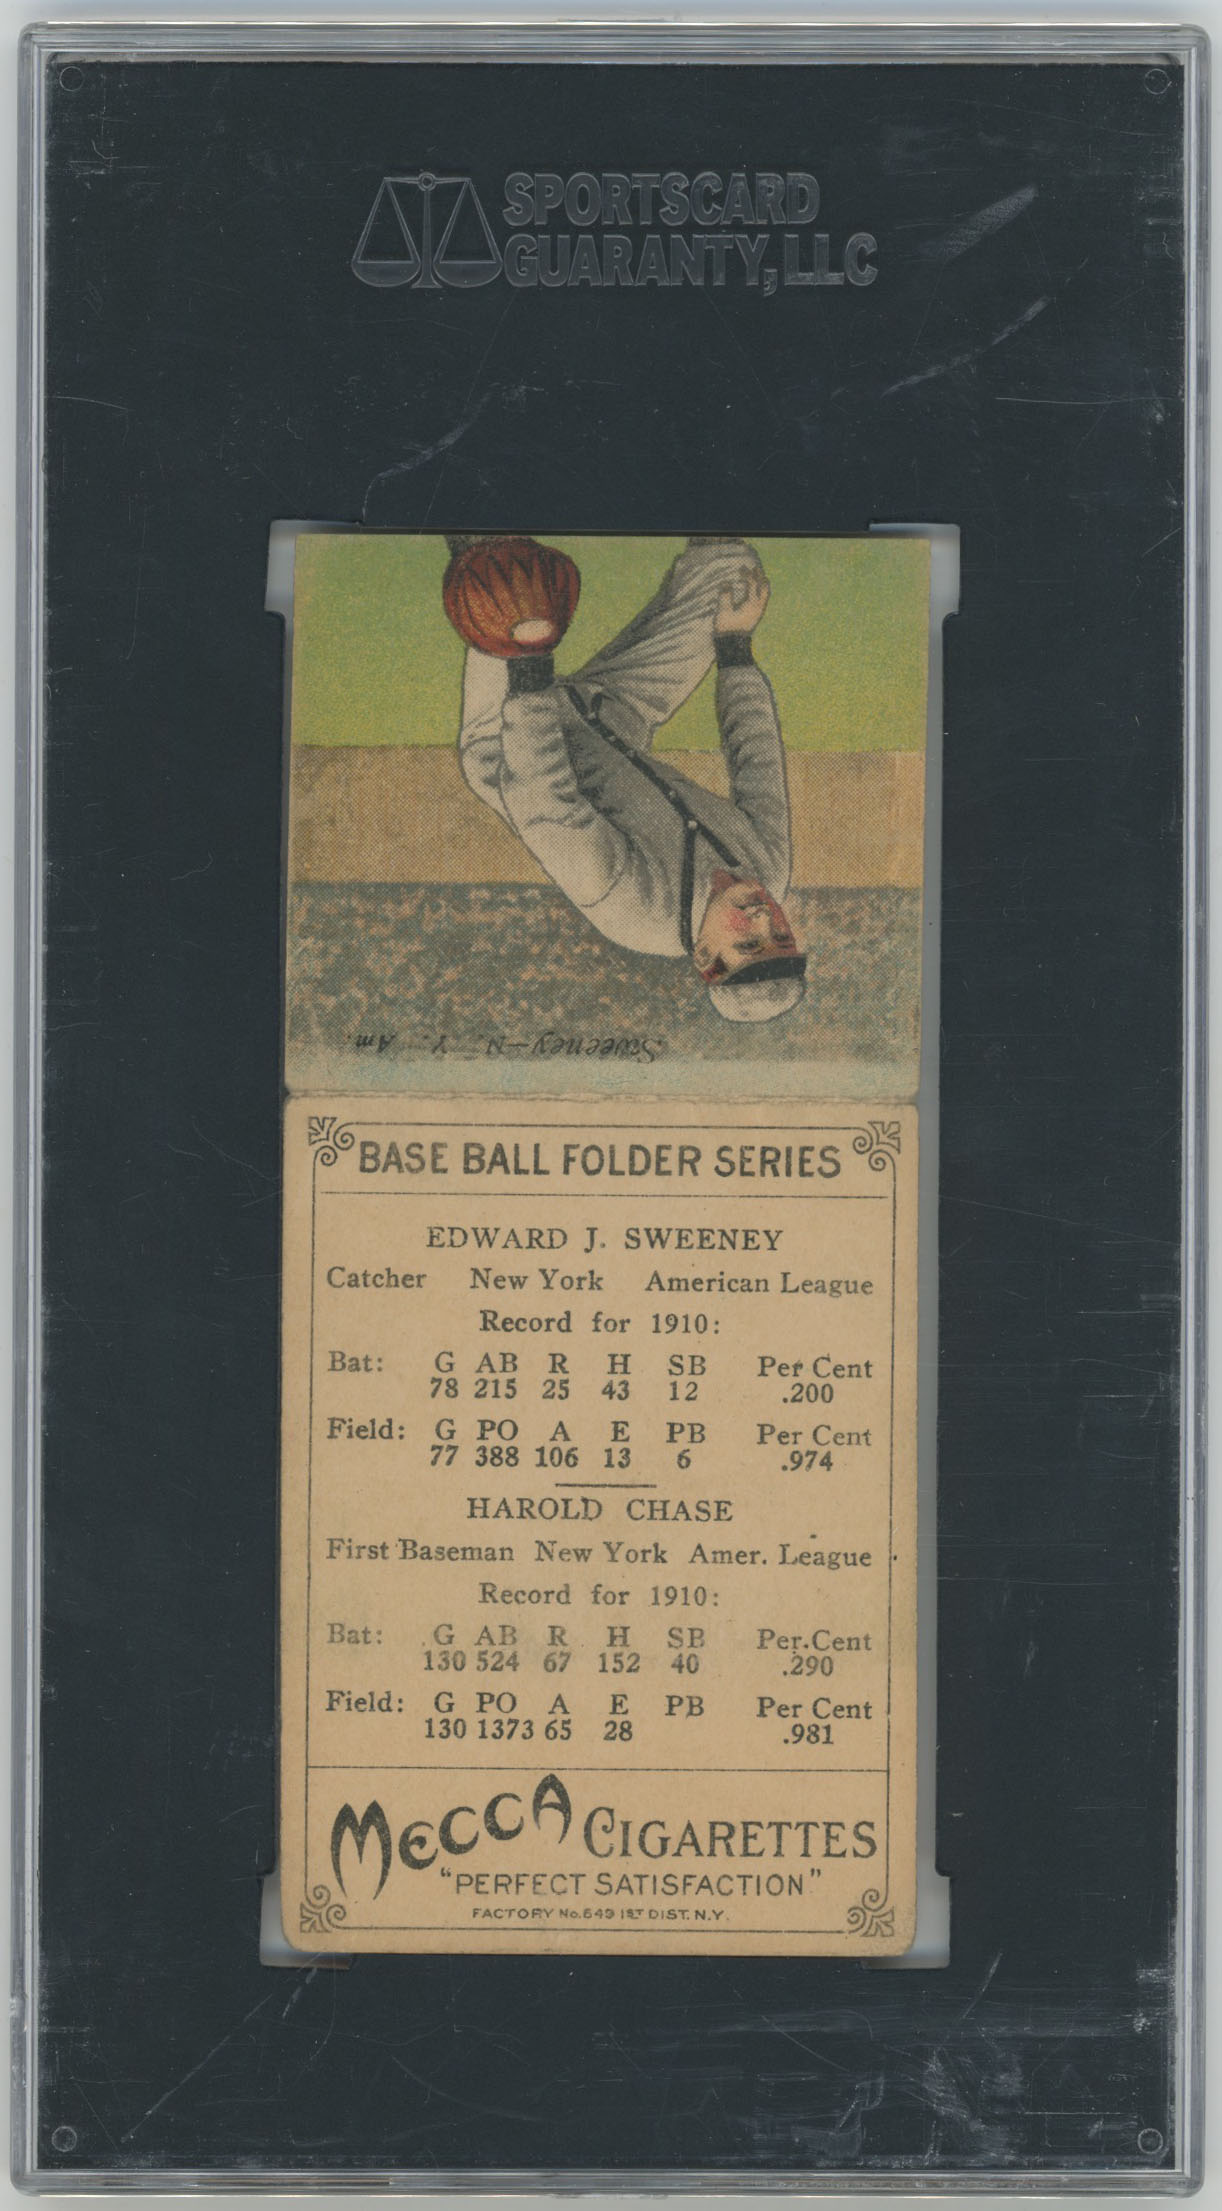 SPORTSCARD
GUARANTY, LLC
Sweeney—N. Y. Am.
BASE BALL FOLDER SERIES
EDWARD J. SWEENEY
Catcher New York American League
Record for 1910:
Bat: G AB R H SB Per Cent
78 215 25 43 12 .200
Field: G PO A E PB Per Cent
77 388 106 13 6 .974
HAROLD CHASE
First Baseman New York Amer. League
Record for 1910:
Bat: G AB R H SB Per Cent
130 524 67 152 40 .290
Field: G PO A E PB Per Cent
130 1373 65 28 .981
MECCA CIGARETTES
"PERFECT SATISFACTION"
FACTORY No. 649 1ST DIST. N.Y.